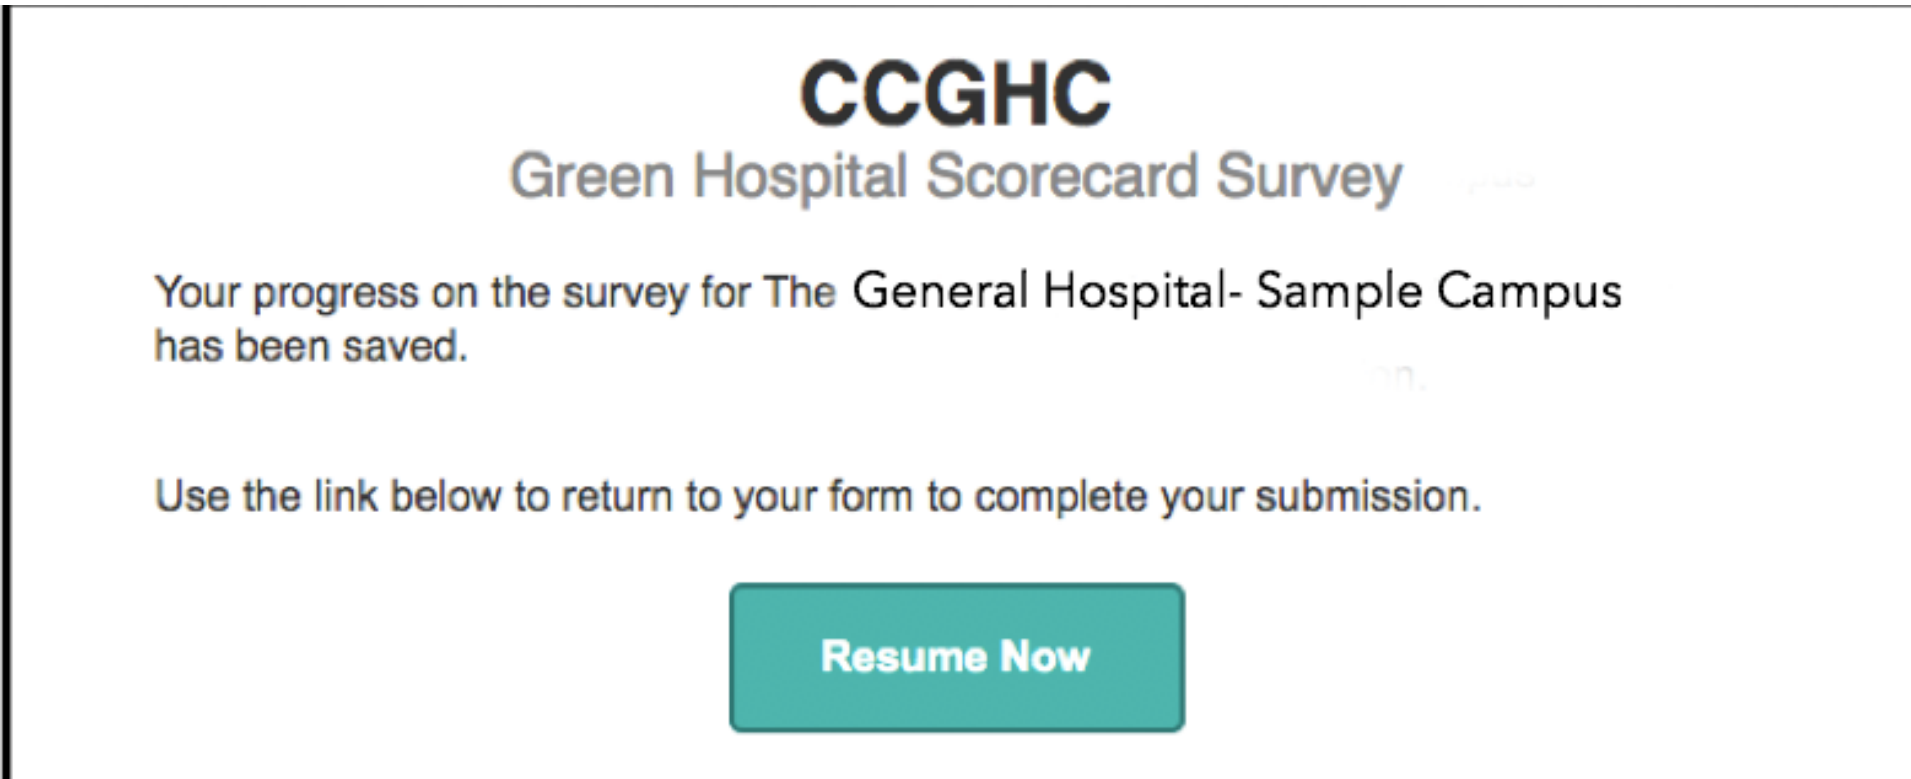 CCGHC
Green Hospital Scorecard Survey
Your progress on the survey for The General Hospital- Sample Campus
has been saved.
Use the link below to return to your form to complete your submission.
Resume Now